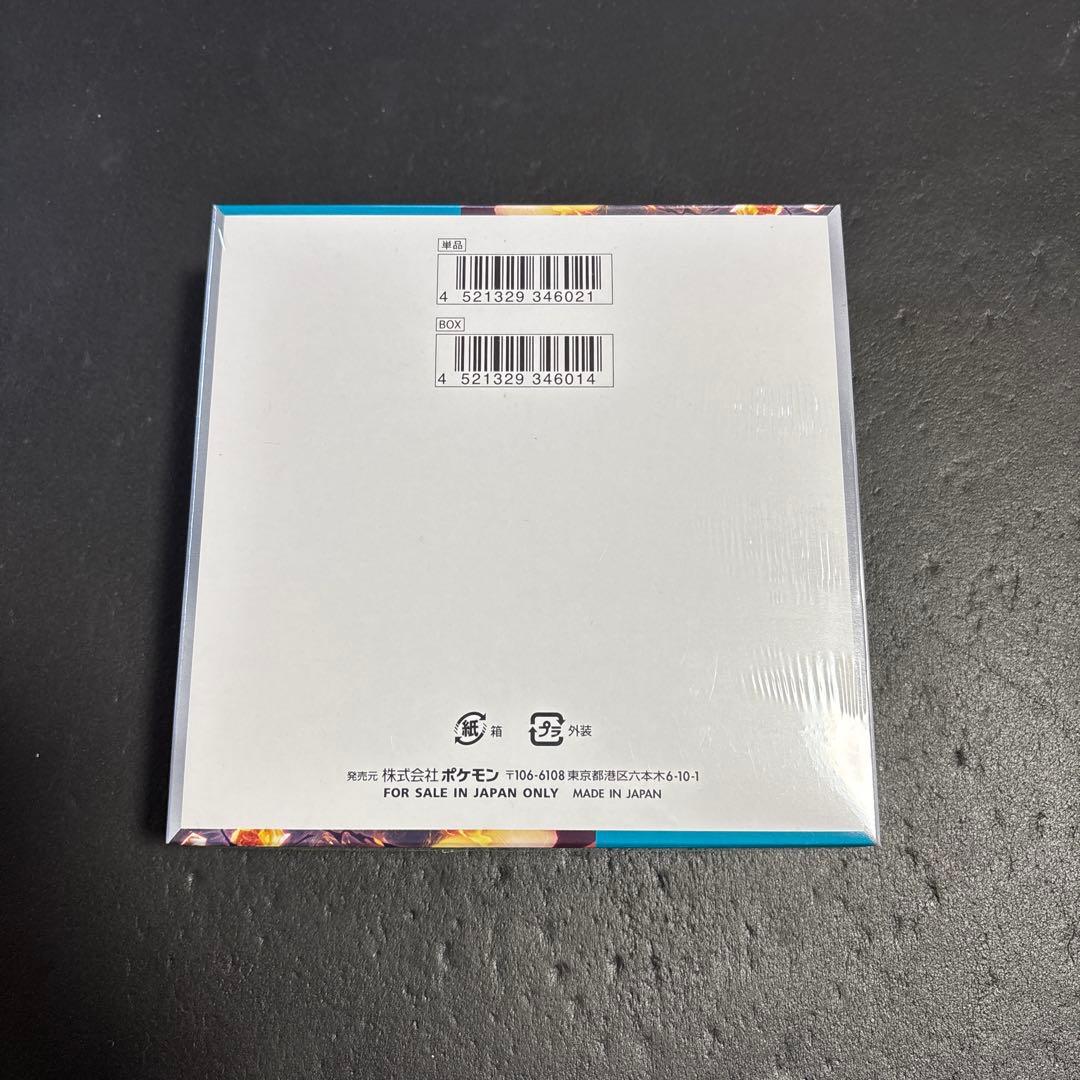 単品
4 521329 346021
BOX
4 521329 346014
紙 箱 プラ 外装
発売元 株式会社ポケモン 〒106-6108 東京都港区六本木6-10-1
FOR SALE IN JAPAN ONLY MADE IN JAPAN